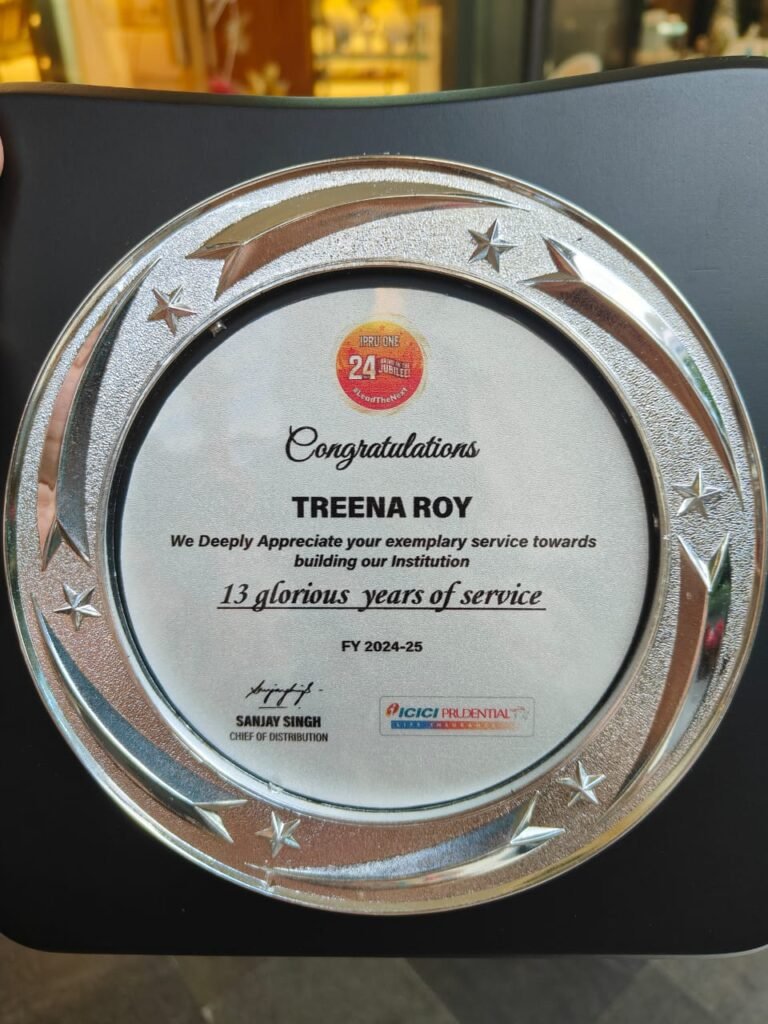 IPRU ONE
24
JUBILEE!
#LeadTheNext
Congratulations
TREENA ROY
We Deeply Appreciate your exemplary service towards
building our Institution
13 glorious years of service
FY 2024-25
SANJAY SINGH
CHIEF OF DISTRIBUTION
ICICI PRUDENTIAL
LIFE INSURANCE